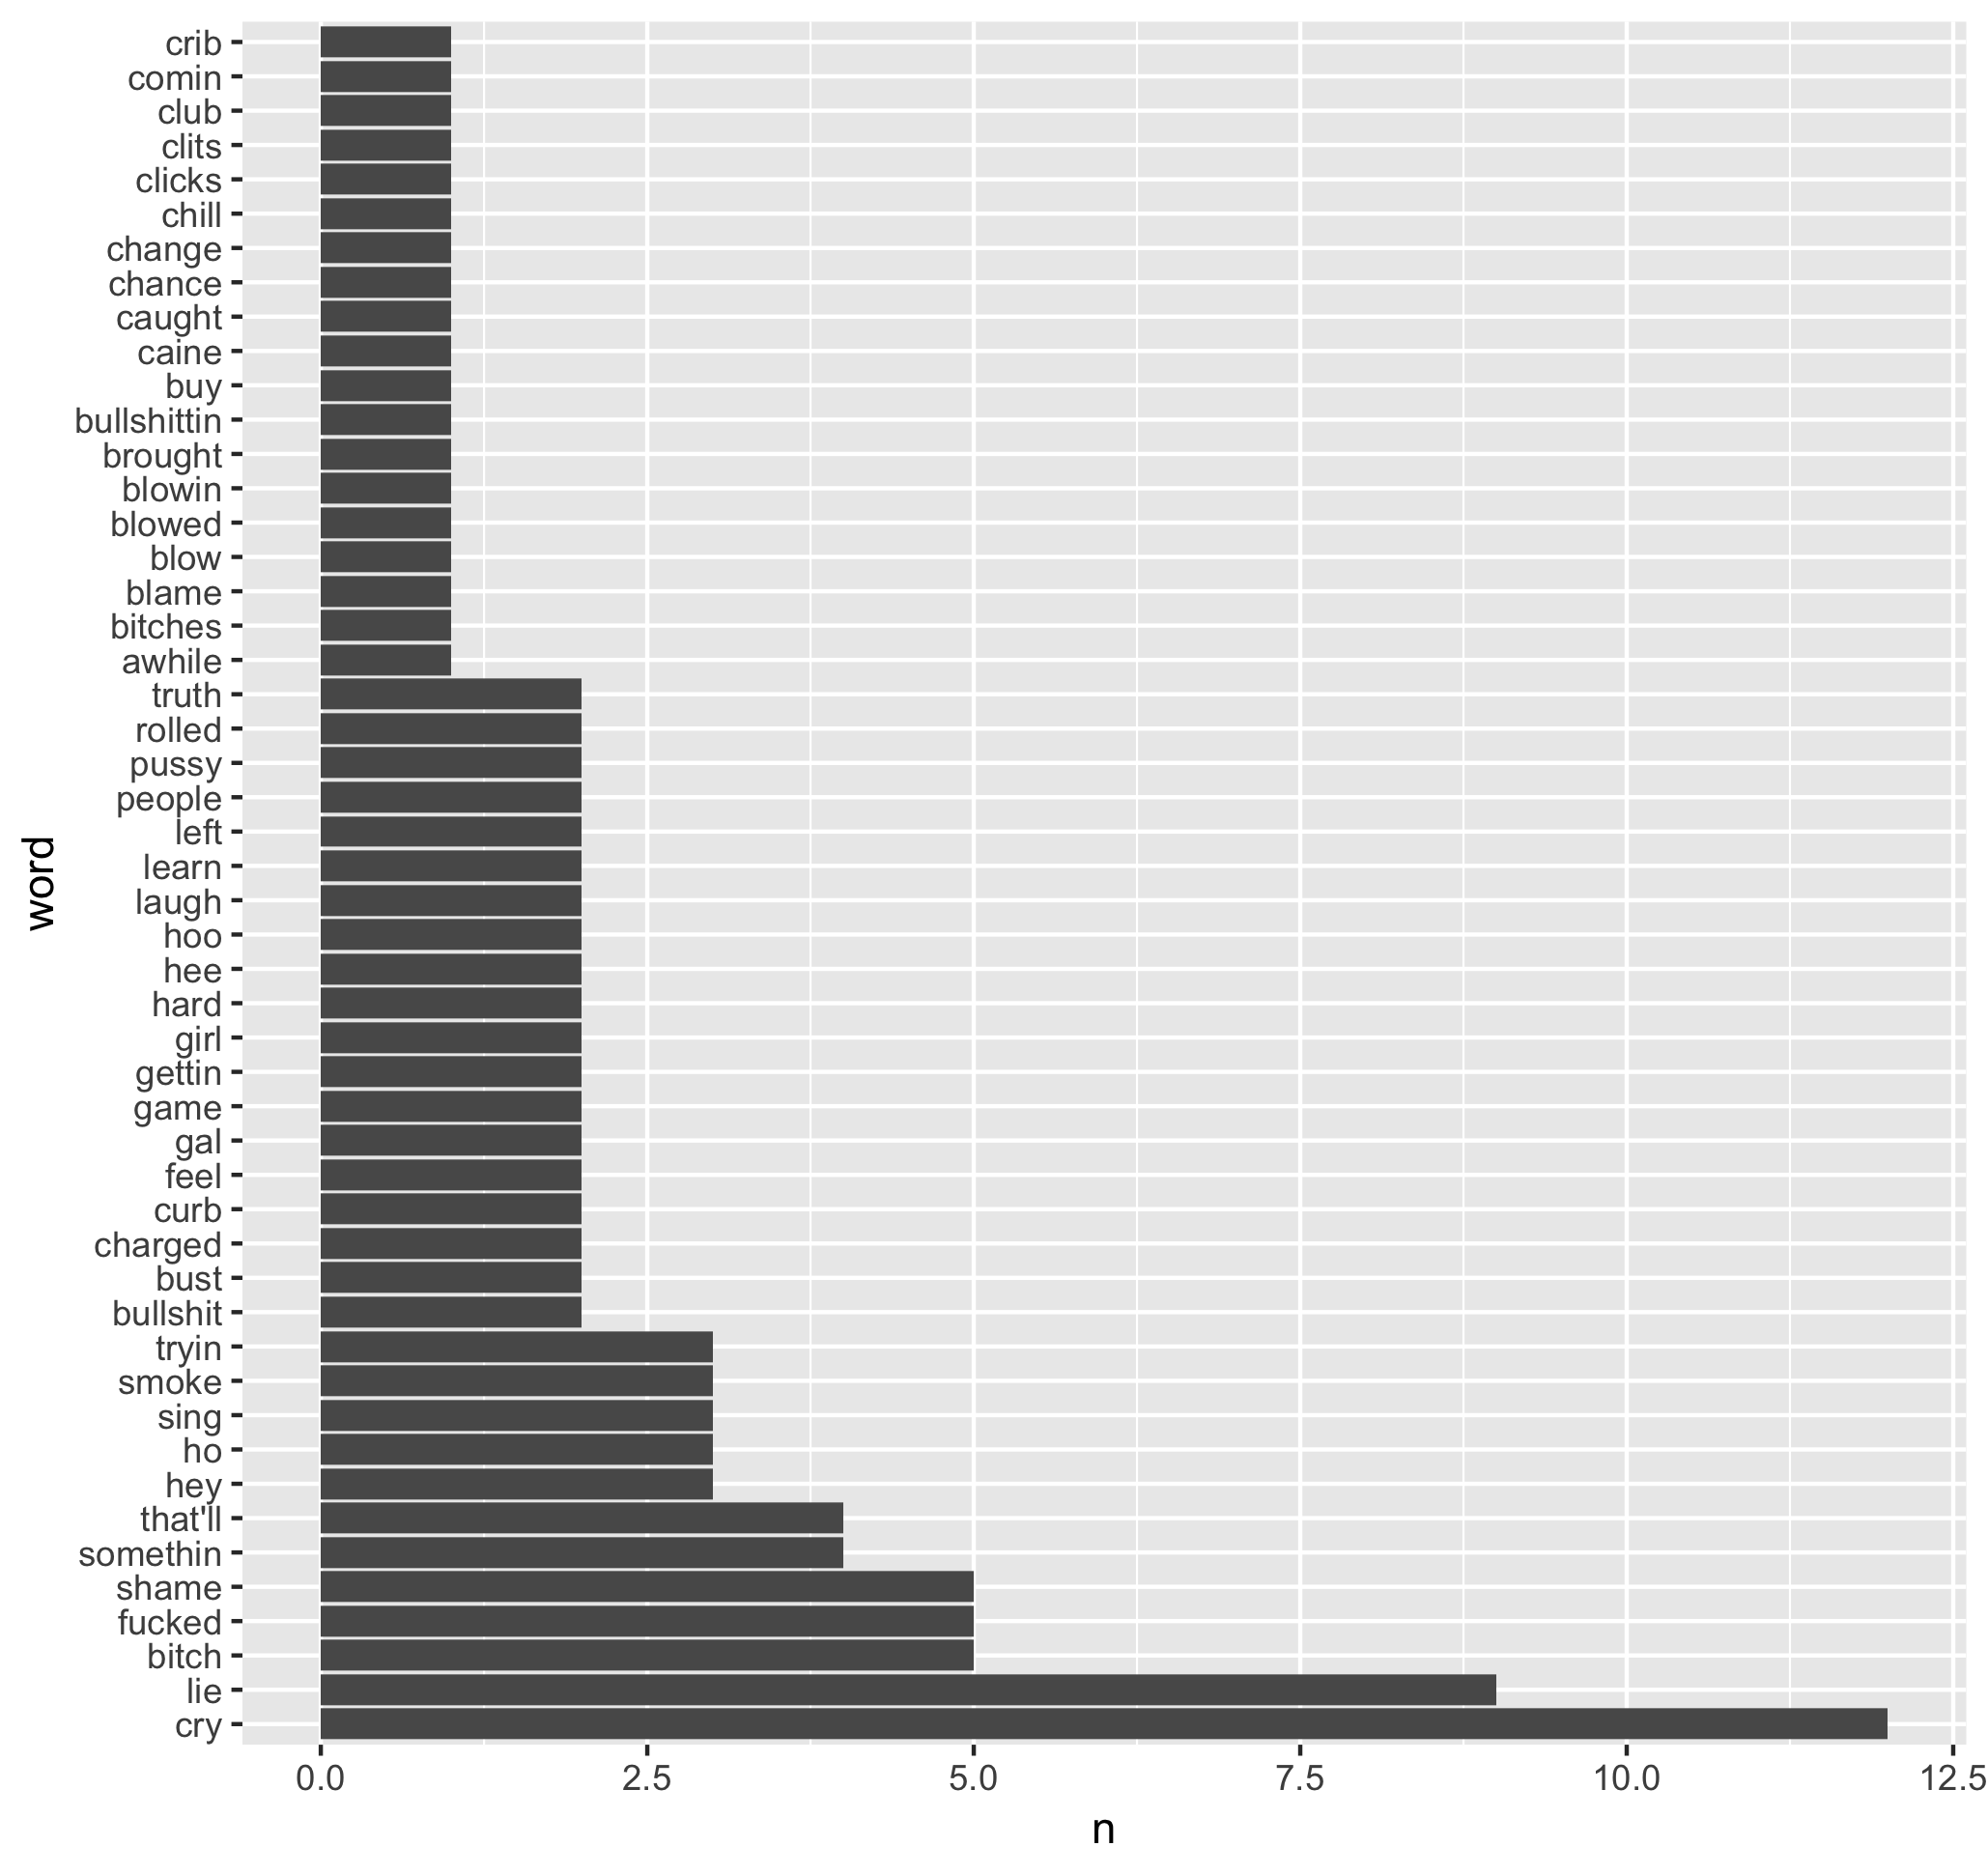 crib
comin
club
clits
clicks
chill
change
chance
caught
caine
buy
bullshittin
brought
blowin
blowed
blow
blame
bitches
awhile
truth
rolled
pussy
people
left
learn
laugh
hoo
hee
hard
girl
gettin
game
gal
feel
curb
charged
bust
bullshit
tryin
smoke
sing
ho
hey
that'll
somethin
shame
fucked
bitch
lie
cry
word
0.0 2.5 5.0 7.5 10.0 12.5
n